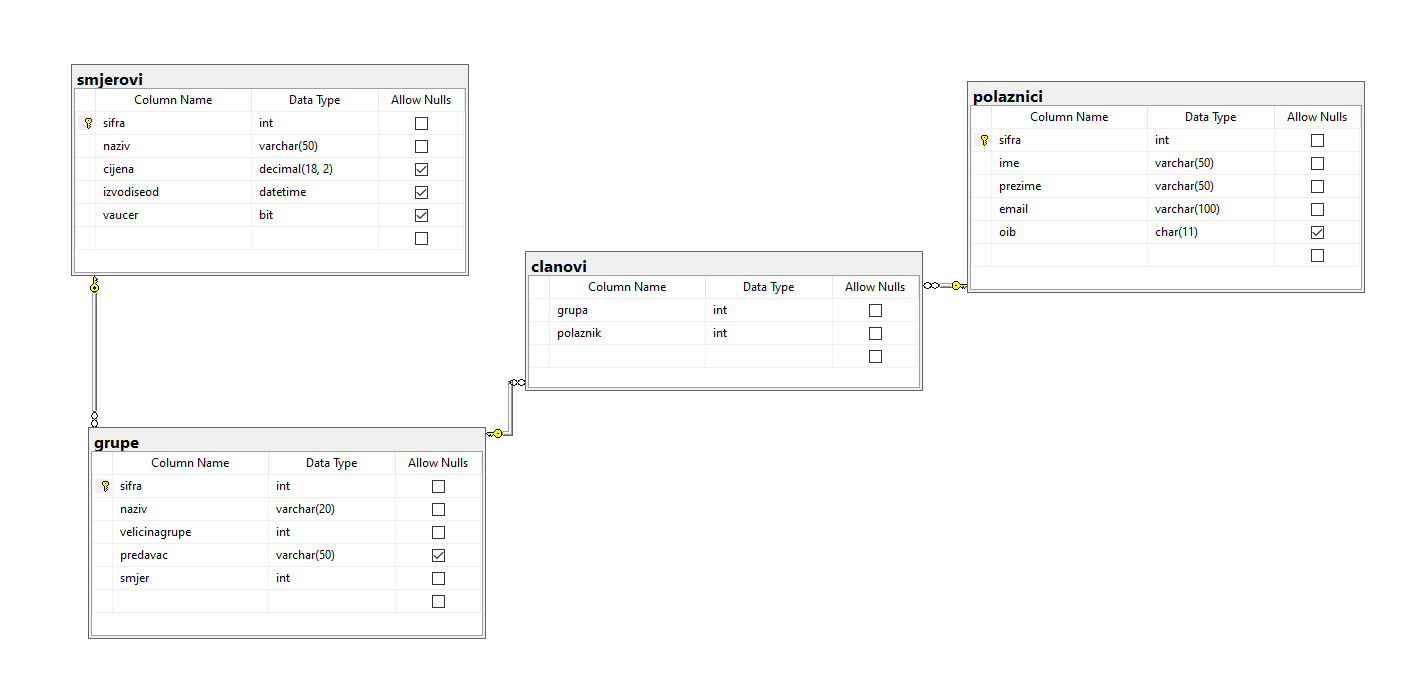 smjerovi
Column Name Data Type Allow Nulls
sifra int
naziv varchar(50)
cijena decimal(18, 2)
izvodiseod datetime
vaucer bit
polaznici
Column Name Data Type Allow Nulls
sifra int
ime varchar(50)
prezime varchar(50)
email varchar(100)
oib char(11)
clanovi
Column Name Data Type Allow Nulls
grupa int
polaznik int
grupe
Column Name Data Type Allow Nulls
sifra int
naziv varchar(20)
velicinagrupe int
predavac varchar(50)
smjer int